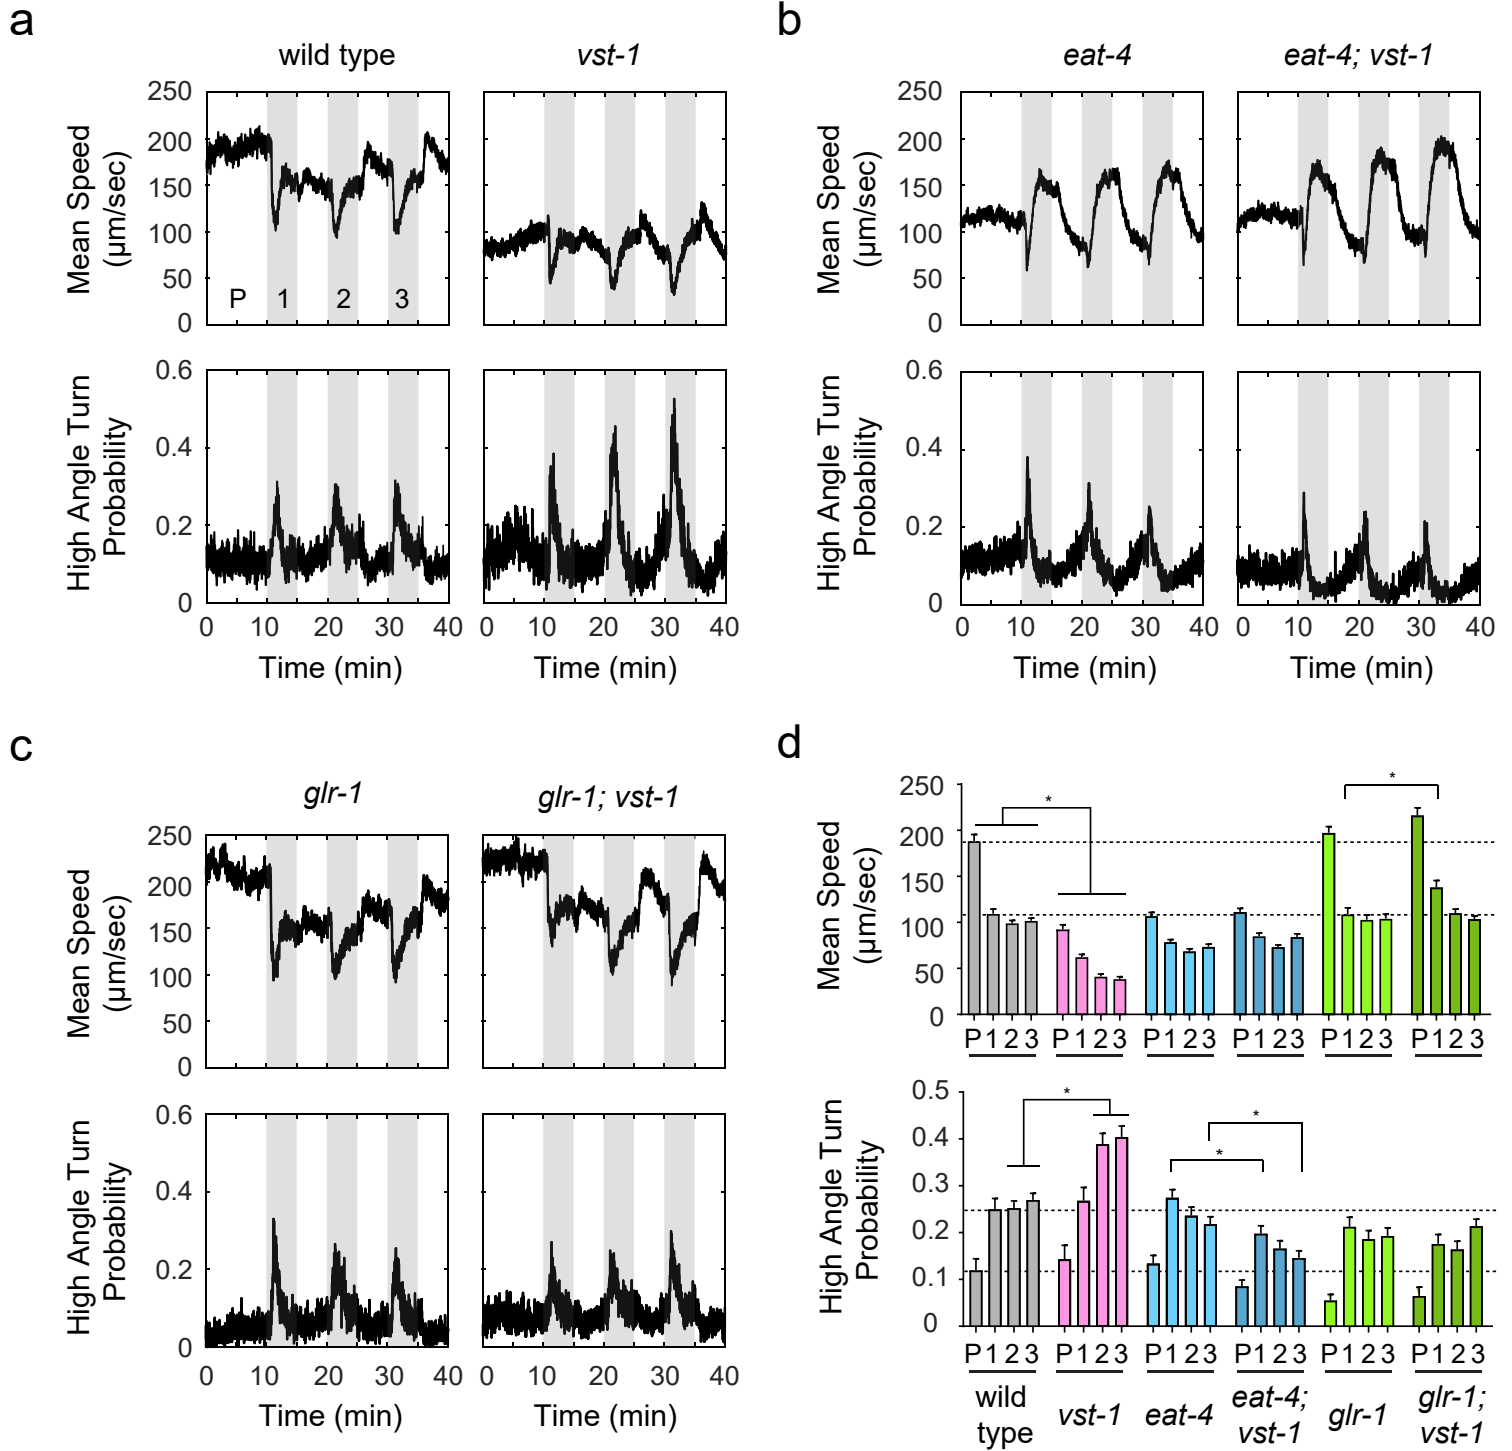 a
wild type
vst-1
Mean Speed
(µm/sec)
250
200
150
100
50
0
P 1 2 3
High Angle Turn
Probability
0.6
0.4
0.2
0
0 10 20 30 40
0 10 20 30 40
Time (min)
Time (min)
b
eat-4
eat-4; vst-1
Mean Speed
(µm/sec)
250
200
150
100
50
0
High Angle Turn
Probability
0.6
0.4
0.2
0
0 10 20 30 40
0 10 20 30 40
Time (min)
Time (min)
c
glr-1
glr-1; vst-1
Mean Speed
(µm/sec)
250
200
150
100
50
0
High Angle Turn
Probability
0.6
0.4
0.2
0
0 10 20 30 40
0 10 20 30 40
Time (min)
Time (min)
d
Mean Speed
(µm/sec)
250
200
150
100
50
0
* *
P 1 2 3 P 1 2 3 P 1 2 3 P 1 2 3 P 1 2 3 P 1 2 3
High Angle Turn
Probability
0.5
0.4
0.3
0.2
0.1
0
* * *
P 1 2 3 P 1 2 3 P 1 2 3 P 1 2 3 P 1 2 3 P 1 2 3
wild
type
vst-1
eat-4
eat-4;
vst-1
glr-1
glr-1;
vst-1